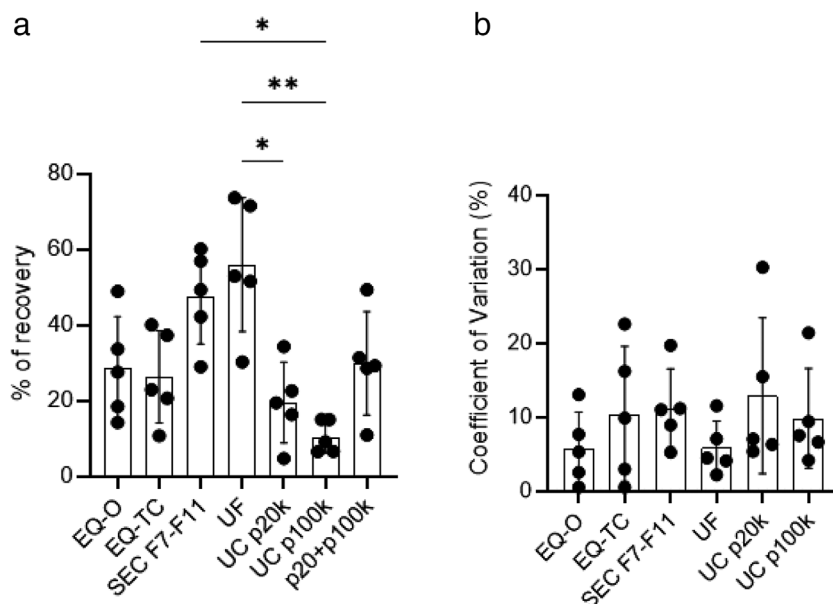 a
b
*
**
*
% of recovery
80
60
40
20
0
EQ-O
EQ-TC
SEC F7-F11
UF
UC p20k
UC p100k
p20+p100k
Coefficient of Variation (%)
40
30
20
10
0
EQ-O
EQ-TC
SEC F7-F11
UF
UC p20k
UC p100k